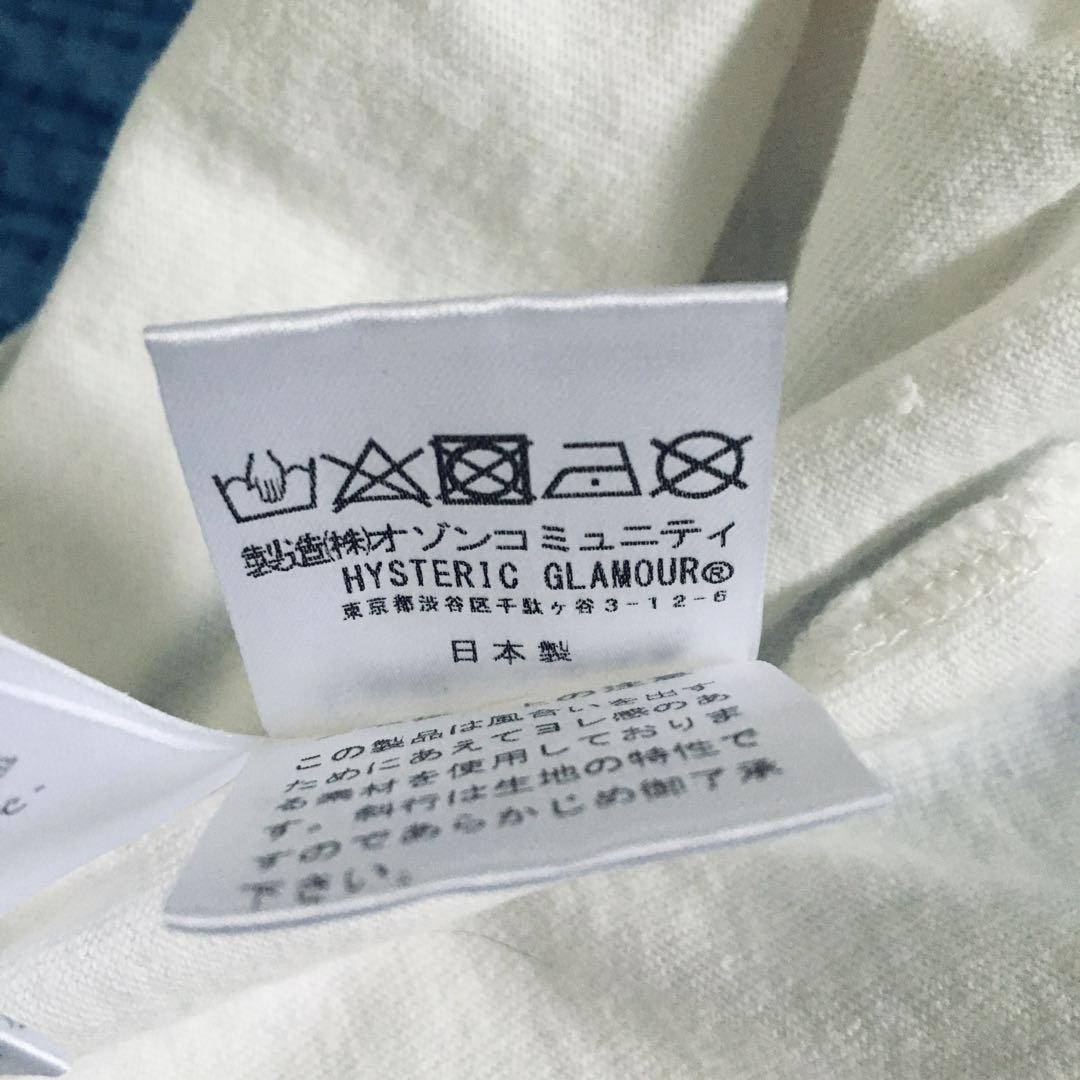 製造(株)オゾンコミュニティ
HYSTERIC GLAMOUR®
東京都渋谷区千駄ヶ谷3-12-6
日本製
の注意
この製品は風合いを出す
ためにあえてヨレ感のあ
る素材を使用しておりま
す。斜行は生地の特性で
すのであらかじめ御了承
下さい。